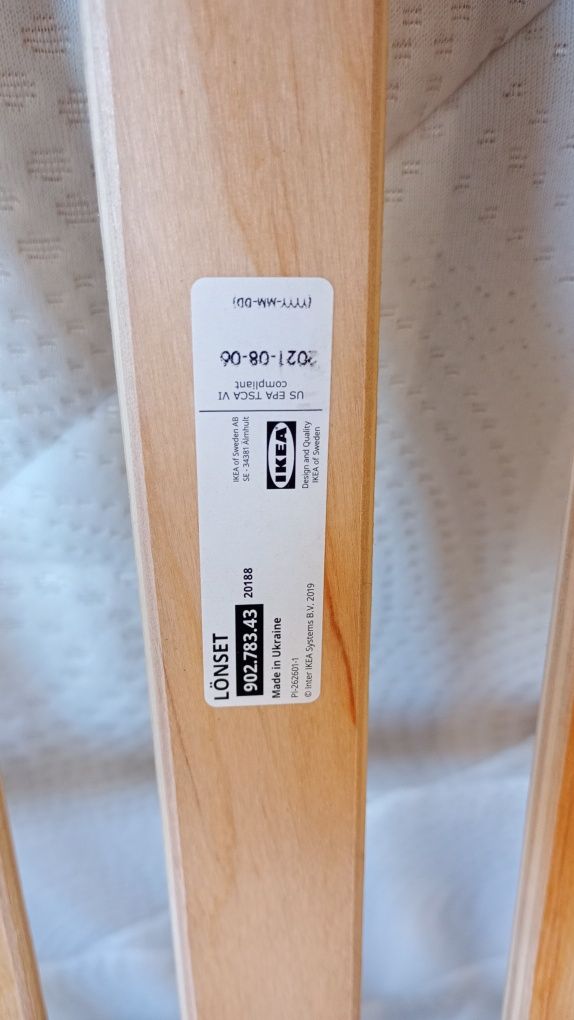 LÖNSET
902.783.43 20188
Made in Ukraine
PI-262601-1
© Inter IKEA Systems B.V. 2019
IKEA of Sweden AB
SE - 34381 Älmhult
IKEA
Design and Quality
IKEA of Sweden
US EPA TSCA VI
compliant
2021-08-06
(YYYY-MM-DD)